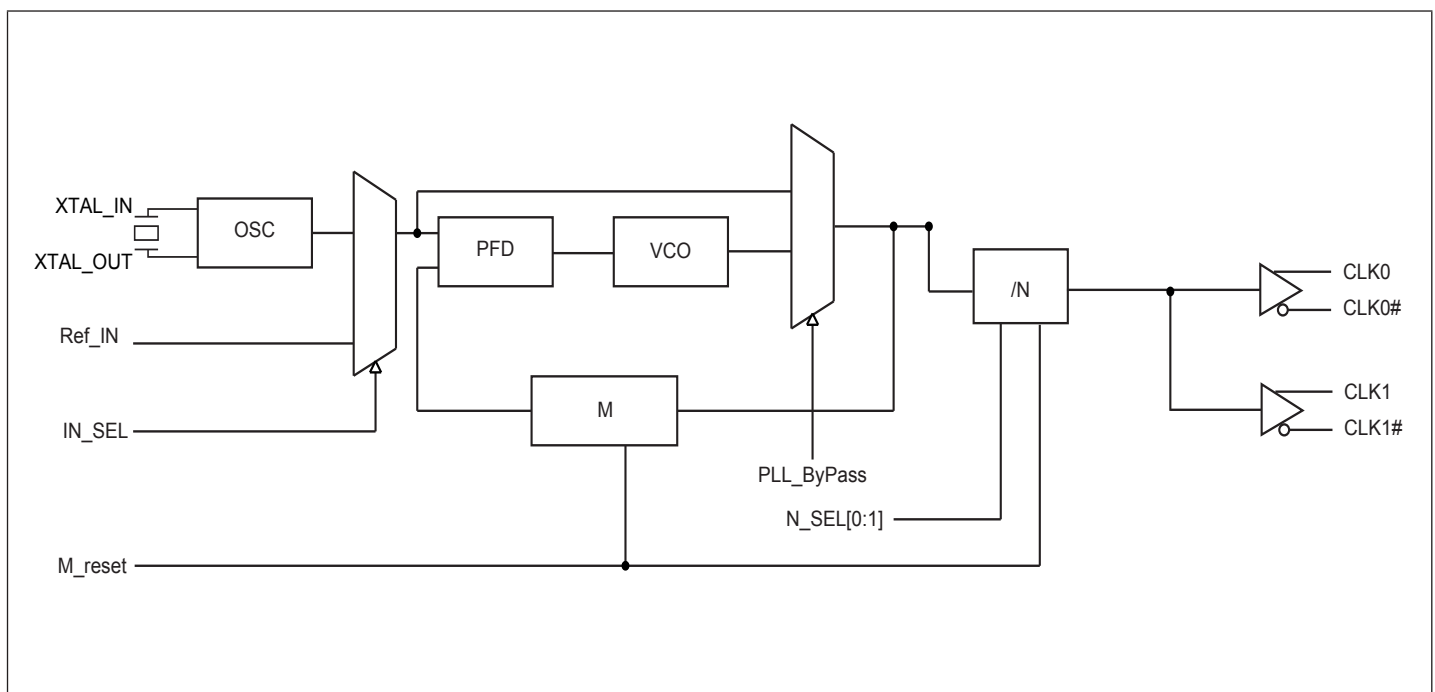 XTAL_IN
XTAL_OUT
OSC
PFD
VCO
/N
CLK0
CLK0#
Ref_IN
M
CLK1
CLK1#
IN_SEL
PLL_ByPass
N_SEL[0:1]
M_reset